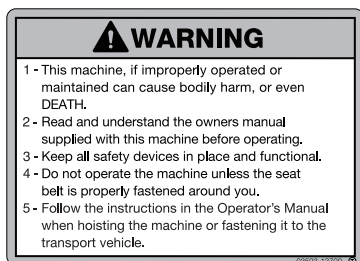 WARNING
1 - This machine, if improperly operated or
maintained can cause bodily harm, or even
DEATH.
2 - Read and understand the owners manual
supplied with this machine before operating.
3 - Keep all safety devices in place and functional.
4 - Do not operate the machine unless the seat
belt is properly fastened around you.
5 - Follow the instructions in the Operator's Manual
when hoisting the machine or fastening it to the
transport vehicle.